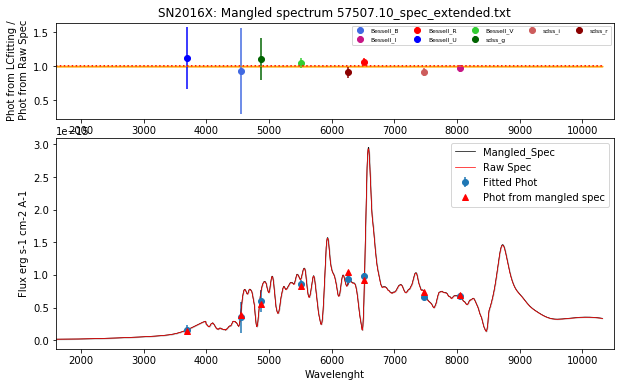 SN2016X: Mangled spectrum 57507.10_spec_extended.txt
Phot from LCfitting /
Phot from Raw Spec
1.5
1.0
0.5
Bessell_B
Bessell_I
Bessell_R
Bessell_U
Bessell_V
sdss_g
sdss_i
sdss_r
2000 3000 4000 5000 6000 7000 8000 9000 10000
Flux erg s-1 cm-2 A-1
3.0
2.5
2.0
1.5
1.0
0.5
0.0
Mangled_Spec
Raw Spec
Fitted Phot
Phot from mangled spec
2000 3000 4000 5000 6000 7000 8000 9000 10000
Wavelenght